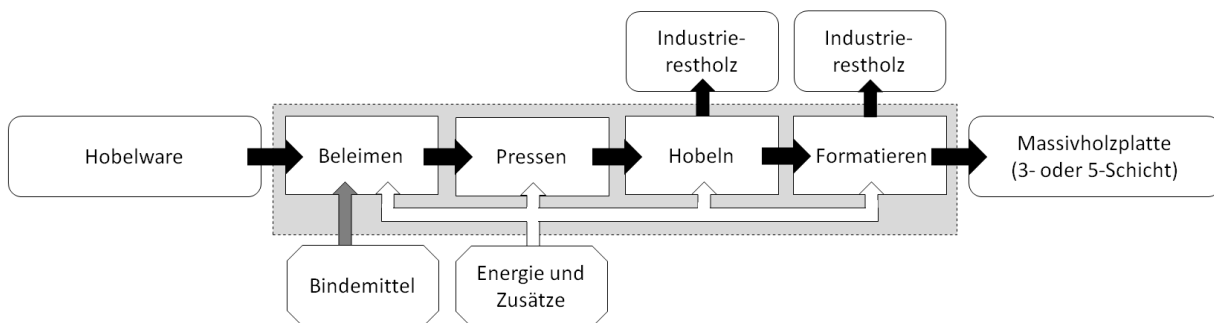 Industrie-
restholz
Industrie-
restholz
Hobelware
Beleimen
Pressen
Hobeln
Formatieren
Massivholzplatte
(3- oder 5-Schicht)
Bindemittel
Energie und
Zusätze